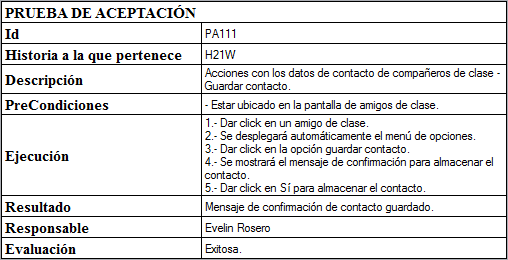 PRUEBA DE ACEPTACIÓN
Id PA111
Historia a la que pertenece H21W
Descripción Acciones con los datos de contacto de compañeros de clase -
Guardar contacto.
PreCondiciones - Estar ubicado en la pantalla de amigos de clase.
Ejecución 1.- Dar click en un amigo de clase.
2.- Se desplegará automáticamente el menú de opciones.
3.- Dar click en la opción guardar contacto.
4.- Se mostrará el mensaje de confirmación para almacenar el
contacto.
5.- Dar click en Sí para almacenar el contacto.
Resultado Mensaje de confirmación de contacto guardado.
Responsable Evelin Rosero
Evaluación Exitosa.